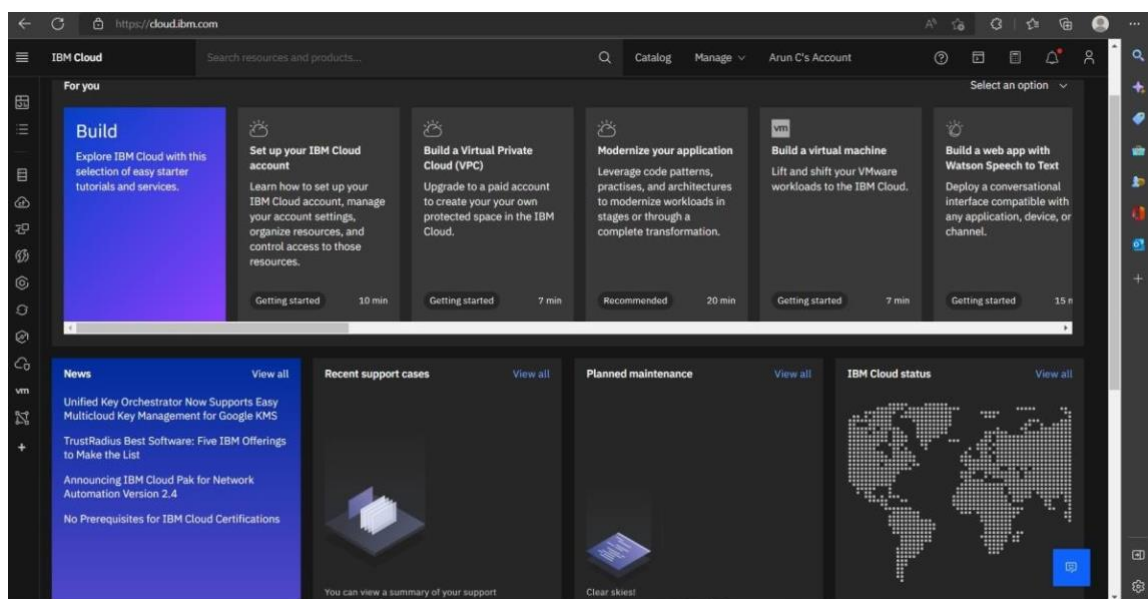 https://cloud.ibm.com
IBM Cloud
Search resources and products...
Catalog
Manage
Arun C's Account
For you
Select an option
Build
Explore IBM Cloud with this
selection of easy starter
tutorials and services.
Set up your IBM Cloud
account
Learn how to set up your
IBM Cloud account, manage
your account settings,
organize resources, and
control access to those
resources.
Getting started
10 min
Build a Virtual Private
Cloud (VPC)
Upgrade to a paid account
to create your your own
protected space in the IBM
Cloud.
Getting started
7 min
Modernize your application
Leverage code patterns,
practises, and architectures
to modernize workloads in
stages or through a
complete transformation.
Recommended
20 min
vm
Build a virtual machine
Lift and shift your VMware
workloads to the IBM Cloud.
Getting started
7 min
Build a web app with
Watson Speech to Text
Deploy a conversational
interface compatible with
any application, device, or
channel.
Getting started
15 m
vm
News
View all
Unified Key Orchestrator Now Supports Easy
Multicloud Key Management for Google KMS
TrustRadius Best Software: Five IBM Offerings
to Make the List
Announcing IBM Cloud Pak for Network
Automation Version 2.4
No Prerequisites for IBM Cloud Certifications
Recent support cases
View all
You can view a summary of your support
Planned maintenance
View all
Clear skies!
IBM Cloud status
View all